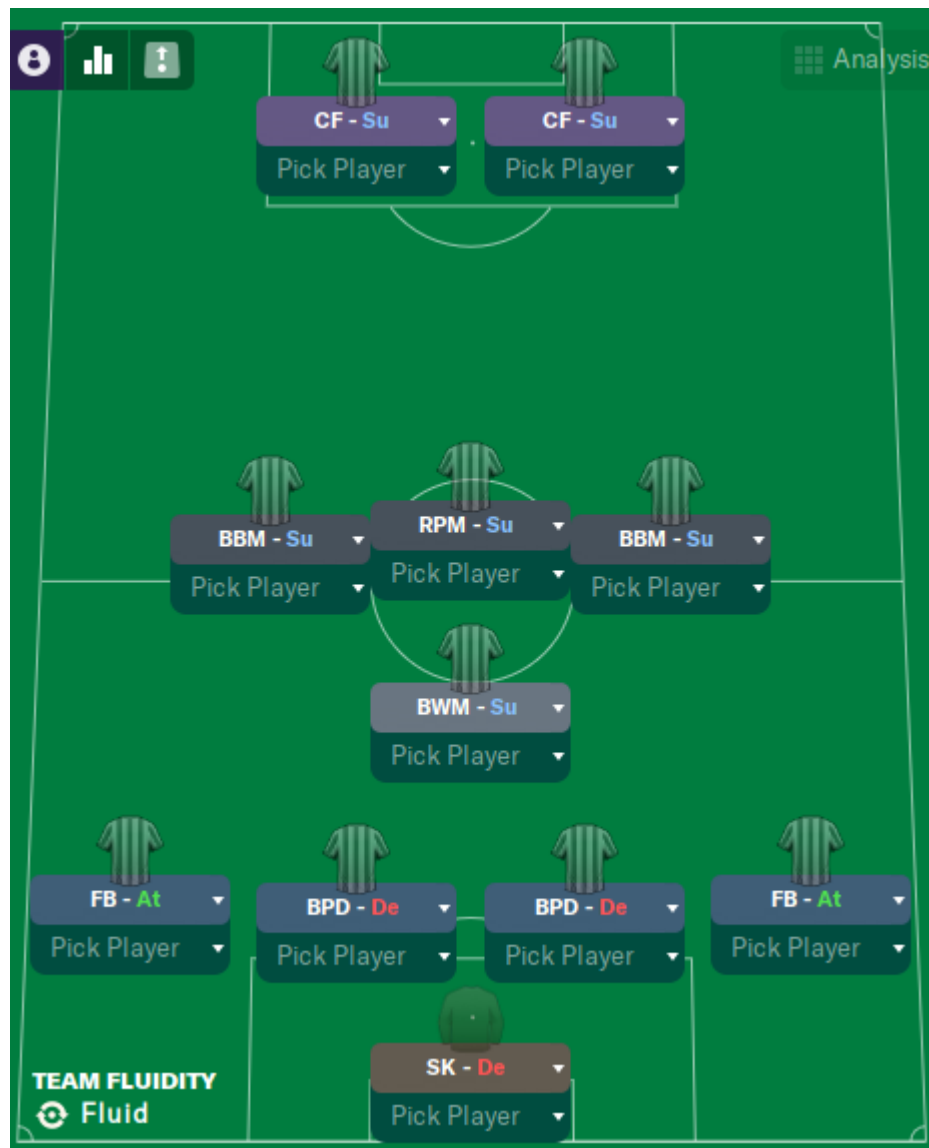 Analysis
CF - Su
CF - Su
Pick Player
Pick Player
BBM - Su
RPM - Su
BBM - Su
Pick Player
Pick Player
Pick Player
BWM - Su
Pick Player
FB - At
BPD - De
BPD - De
FB - At
Pick Player
Pick Player
Pick Player
Pick Player
SK - De
Pick Player
TEAM FLUIDITY
Fluid